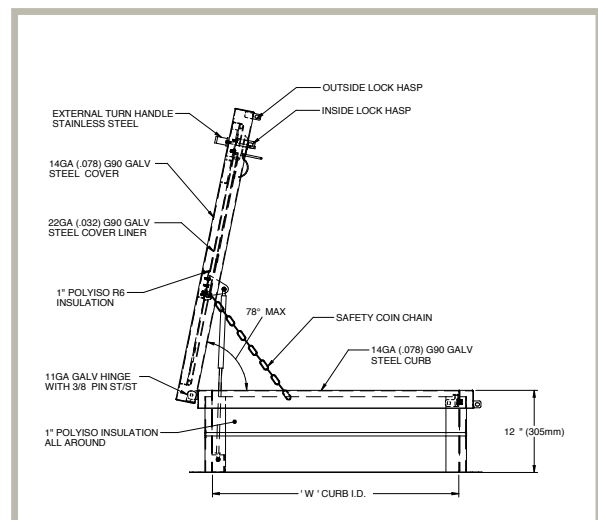 OUTSIDE LOCK HASP
INSIDE LOCK HASP
EXTERNAL TURN HANDLE
STAINLESS STEEL
14GA (.078) G90 GALV
STEEL COVER
22GA (.032) G90 GALV
STEEL COVER LINER
1" POLYISO R6
INSULATION
78° MAX
SAFETY COIN CHAIN
14GA (.078) G90 GALV
STEEL CURB
11GA GALV HINGE
WITH 3/8 PIN ST/ST
1" POLYISO INSULATION
ALL AROUND
12 " (305mm)
' W ' CURB I.D.